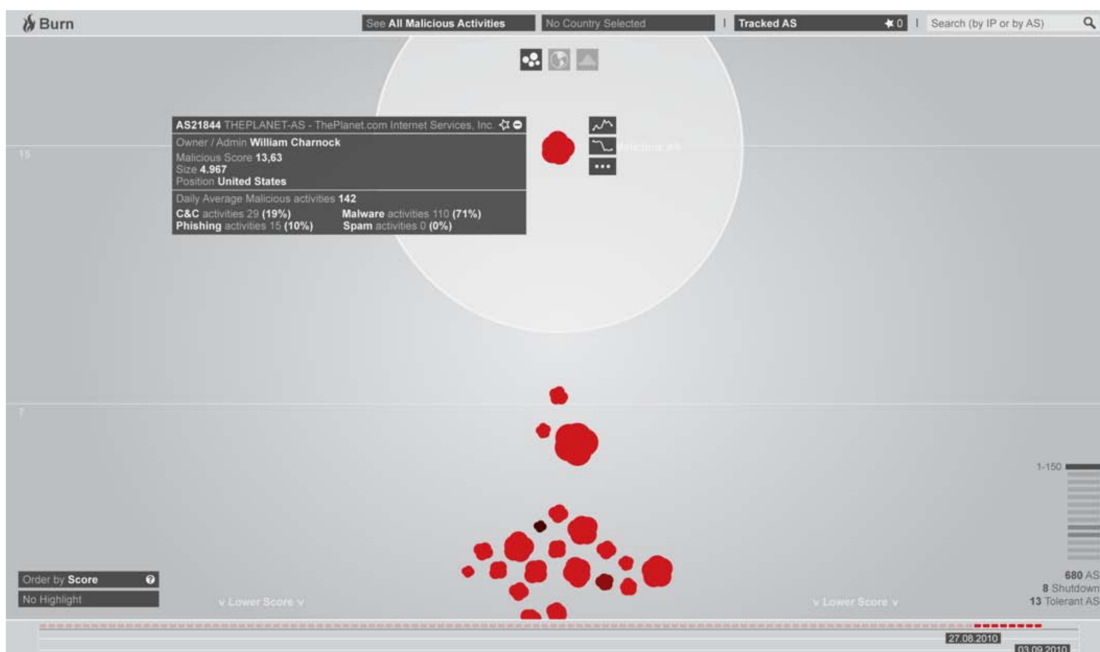 Burn
See All Malicious Activities
No Country Selected
Tracked AS
0
Search (by IP or by AS)
AS21844 THEPLANET-AS - ThePlanet.com Internet Services, Inc.
Owner / Admin William Charnock
Malicious Score 13,63
Size 4.967
Position United States
Daily Average Malicious activities 142
C&C activities 29 (19%) Malware activities 110 (71%)
Phishing activities 15 (10%) Spam activities 0 (0%)
15
7
1-150
680 AS
8 Shutdown
13 Tolerant AS
Order by Score
?
No Highlight
v Lower Score v
v Lower Score v
27.08.2010
03.09.2010